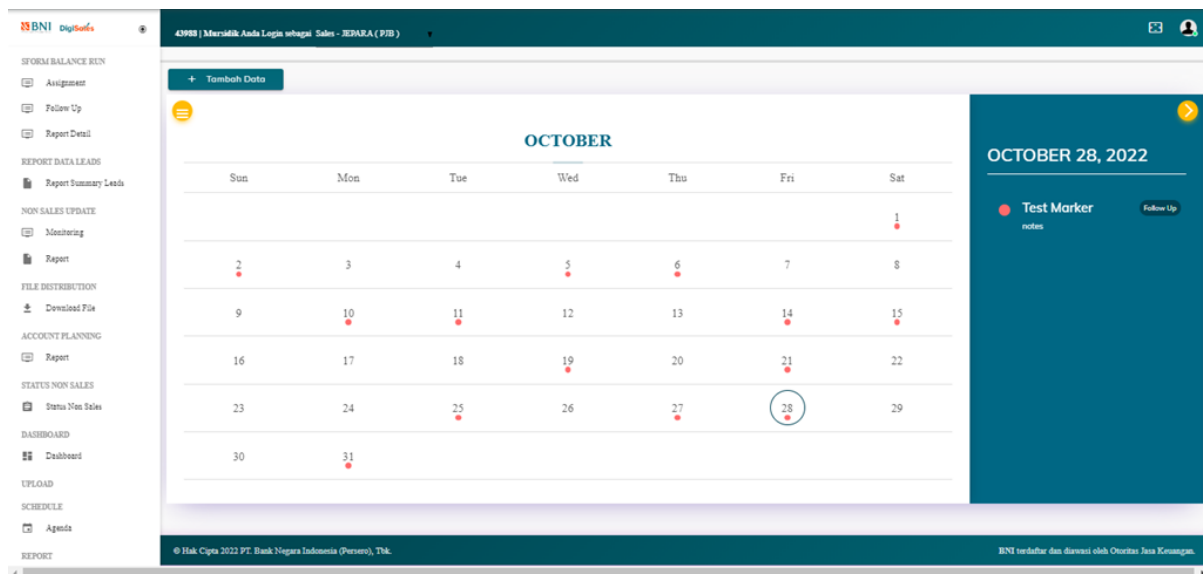 BNI DigiSales
43988 | Mursidik Anda Login sebagai Sales - JEPARA ( PJB )
SFORM BALANCE RUN
Assignment
Follow Up
Report Detail
REPORT DATA LEADS
Report Summary Leads
NON SALES UPDATE
Monitoring
Report
FILE DISTRIBUTION
Download File
ACCOUNT PLANNING
Report
STATUS NON SALES
Status Non Sales
DASHBOARD
Dashboard
UPLOAD
SCHEDULE
Agenda
REPORT
+ Tambah Data
OCTOBER
Sun Mon Tue Wed Thu Fri Sat
1
2 3 4 5 6 7 8
9 10 11 12 13 14 15
16 17 18 19 20 21 22
23 24 25 26 27 28 29
30 31
OCTOBER 28, 2022
Test Marker Follow Up
notes
© Hak Cipta 2022 PT. Bank Negara Indonesia (Persero), Tbk.
BNI terdaftar dan diawasi oleh Otoritas Jasa Keuangan.